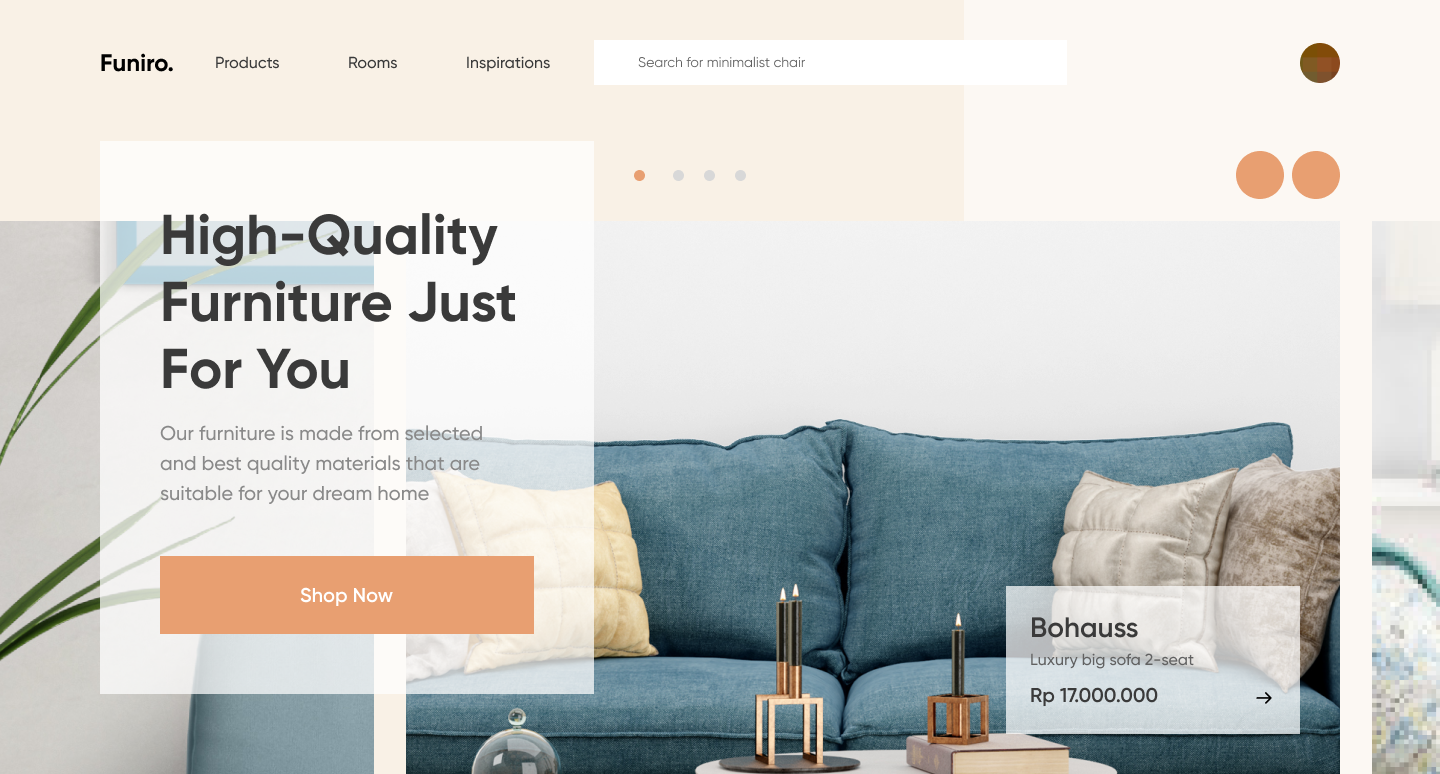 Funiro.
Products
Rooms
Inspirations
Search for minimalist chair
High-Quality
Furniture Just
For You
Our furniture is made from selected
and best quality materials that are
suitable for your dream home
Shop Now
Bohauss
Luxury big sofa 2-seat
Rp 17.000.000